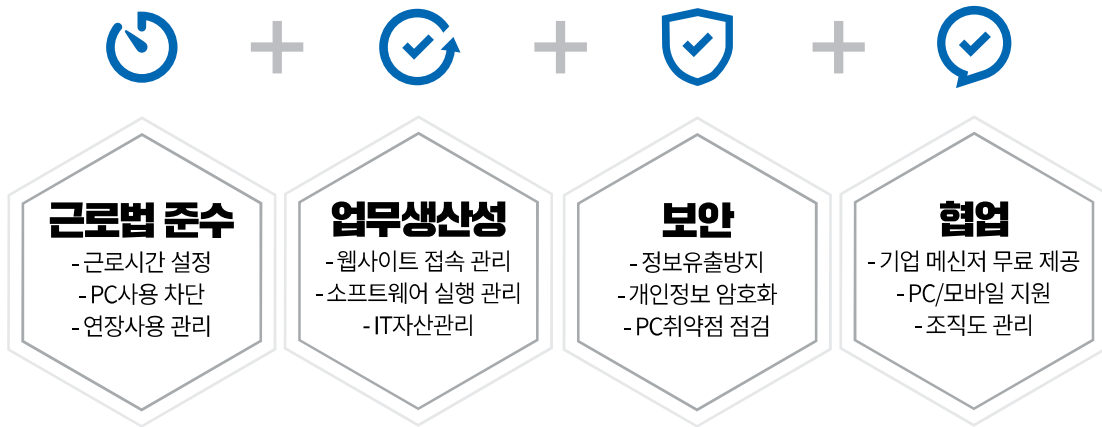 근로법 준수
- 근로시간 설정
- PC사용 차단
- 연장사용 관리
업무생산성
- 웹사이트 접속 관리
- 소프트웨어 실행 관리
- IT자산관리
보안
- 정보유출방지
- 개인정보 암호화
- PC취약점 점검
협업
- 기업 메신저 무료 제공
- PC/모바일 지원
- 조직도 관리